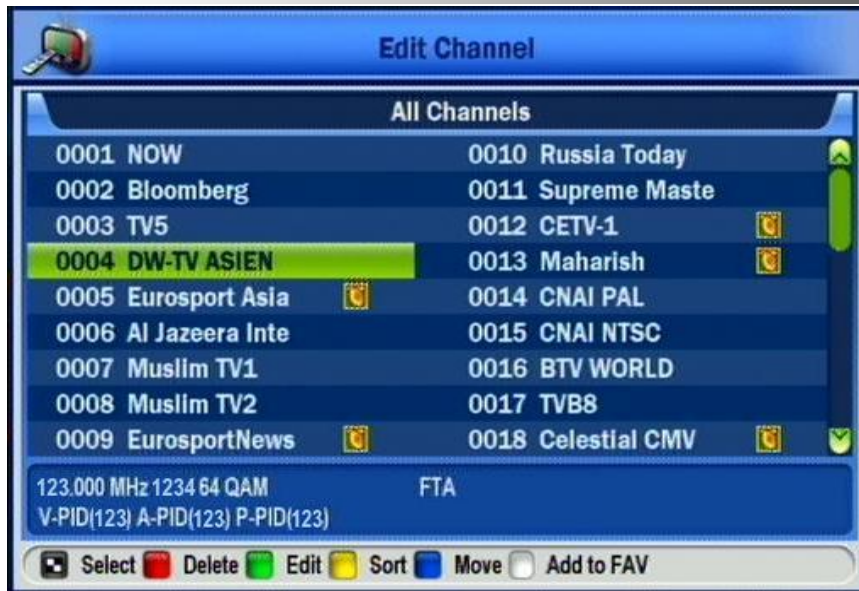 Edit Channel
All Channels
0001 NOW
0002 Bloomberg
0003 TV5
0004 DW-TV ASIEN
0005 Eurosport Asia
0006 Al Jazeera Inte
0007 Muslim TV1
0008 Muslim TV2
0009 EurosportNews
0010 Russia Today
0011 Supreme Maste
0012 CETV-1
0013 Maharish
0014 CNAI PAL
0015 CNAI NTSC
0016 BTV WORLD
0017 TVB8
0018 Celestial CMV
123.000 MHz 1234 64 QAM FTA
V-PID(123) A-PID(123) P-PID(123)
Select Delete Edit Sort Move Add to FAV